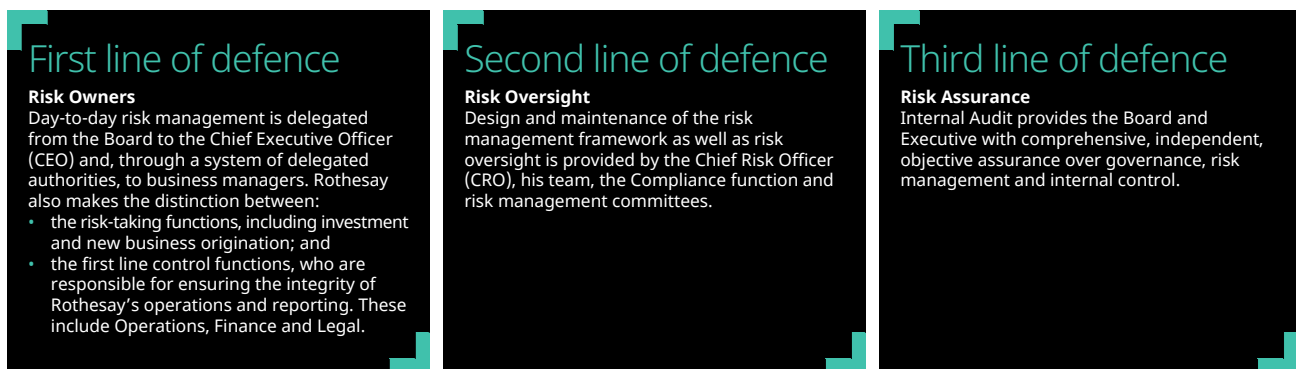 First line of defence
Risk Owners
Day-to-day risk management is delegated
from the Board to the Chief Executive Officer
(CEO) and, through a system of delegated
authorities, to business managers. Rothesay
also makes the distinction between:
• the risk-taking functions, including investment
and new business origination; and
• the first line control functions, who are
responsible for ensuring the integrity of
Rothesay’s operations and reporting. These
include Operations, Finance and Legal.
Second line of defence
Risk Oversight
Design and maintenance of the risk
management framework as well as risk
oversight is provided by the Chief Risk Officer
(CRO), his team, the Compliance function and
risk management committees.
Third line of defence
Risk Assurance
Internal Audit provides the Board and
Executive with comprehensive, independent,
objective assurance over governance, risk
management and internal control.